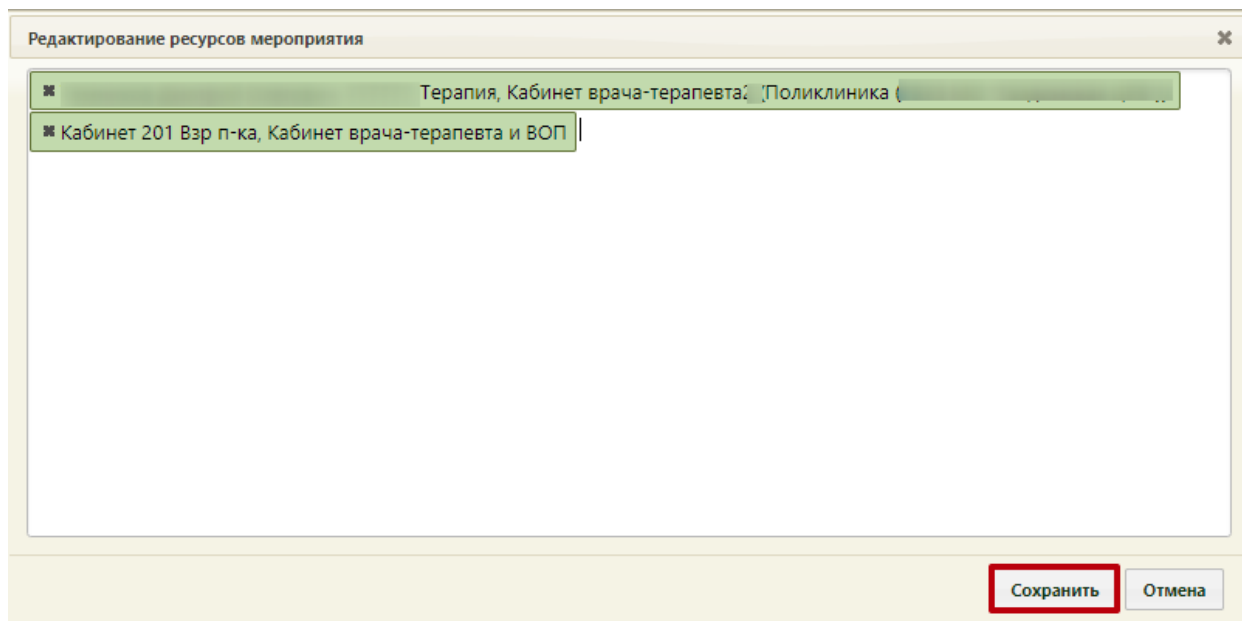 Редактирование ресурсов мероприятия
Терапия, Кабинет врача-терапевта (Поликлиника (
Кабинет 201 Взр п-ка, Кабинет врача-терапевта и ВОП
Сохранить Отмена